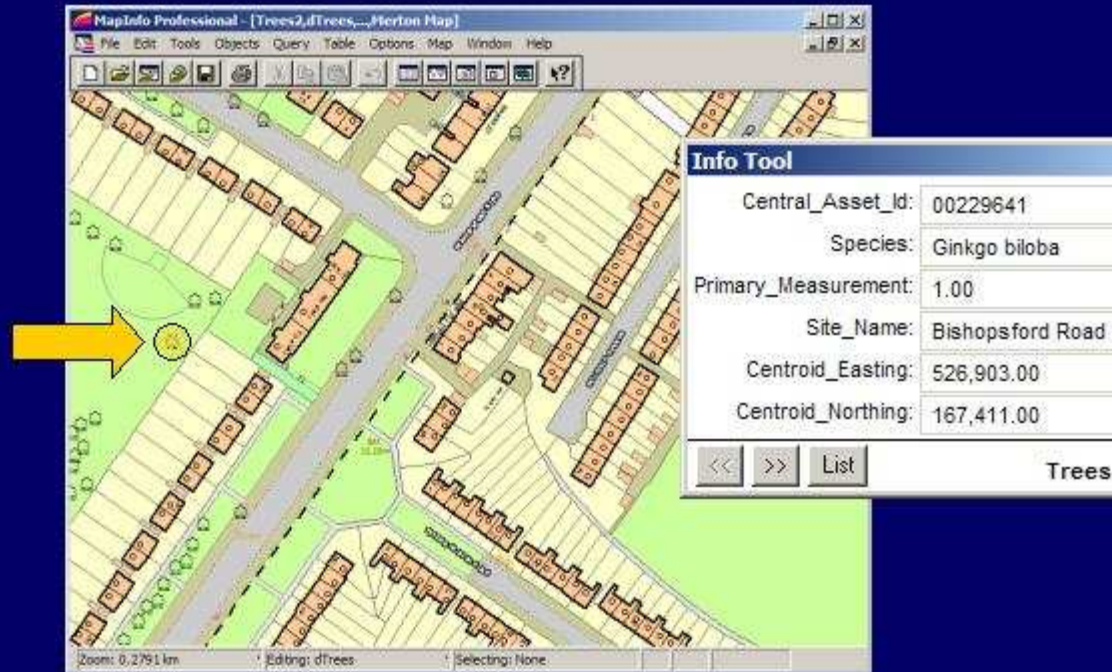 MapInfo Professional - [Trees2,dTrees,...,Merton Map]
File Edit Tools Objects Query Table Options Map Window Help
Info Tool
Central_Asset_Id: 00229641
Species: Ginkgo biloba
Primary_Measurement: 1.00
Site_Name: Bishopsford Road
Centroid_Easting: 526,903.00
Centroid_Northing: 167,411.00
<< >> List Trees
Zoom: 0.2791 km Editing: dTrees Selecting: None